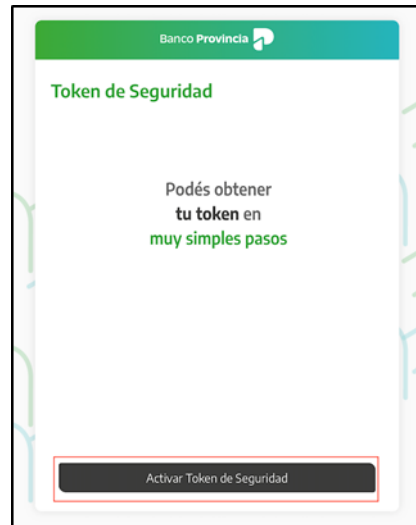 Banco Provincia
Token de Seguridad
Podés obtener
tu token en
muy simples pasos
Activar Token de Seguridad